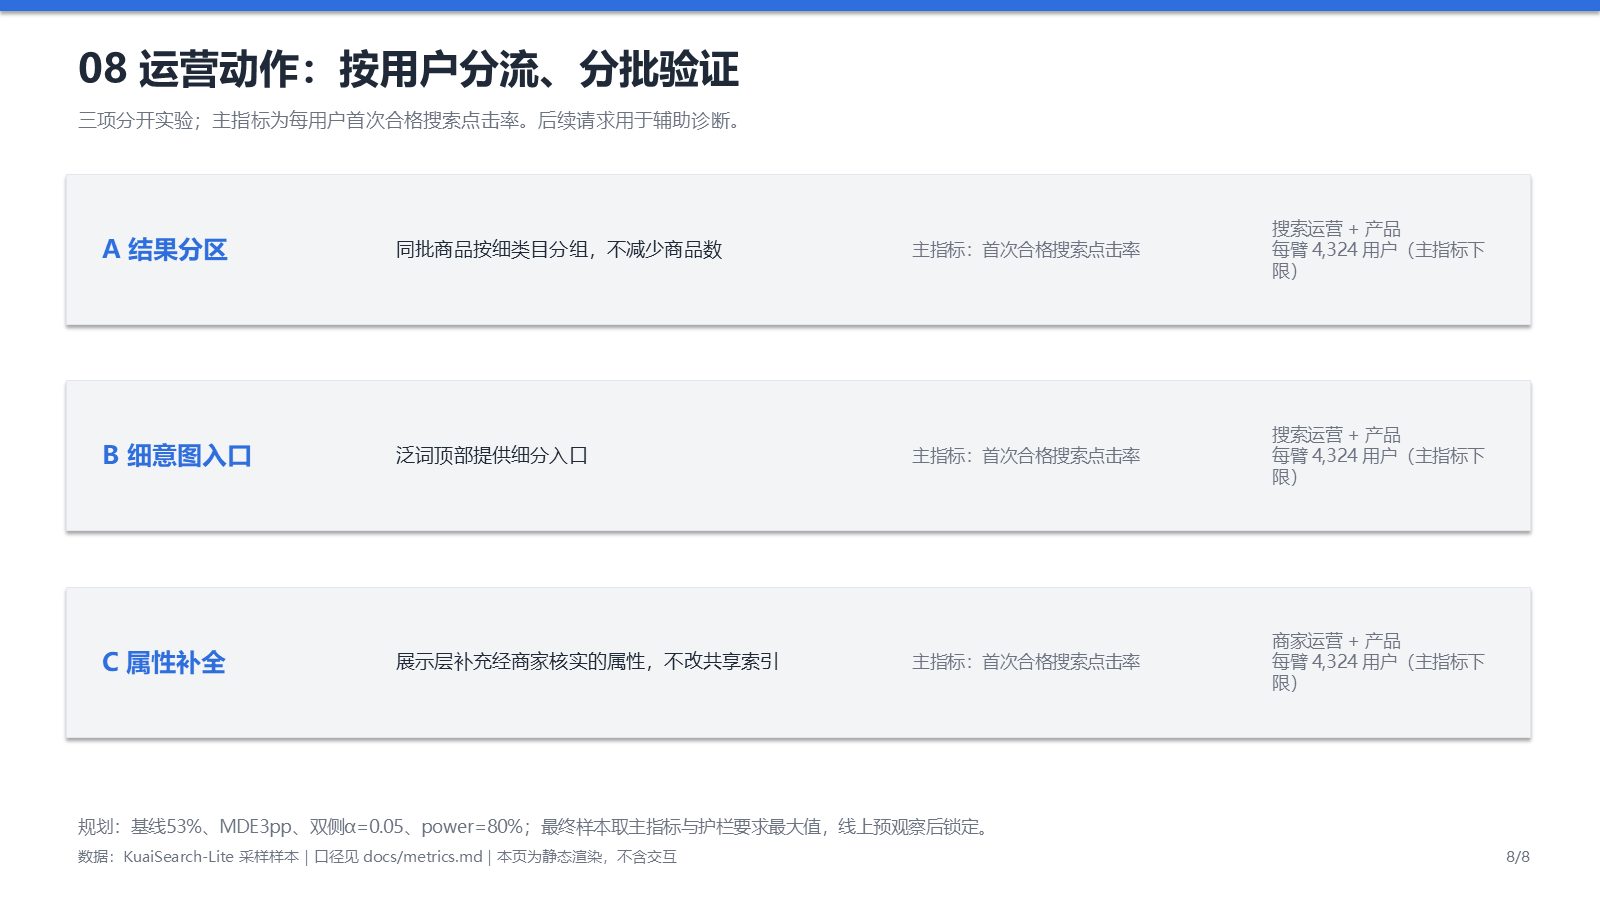 08 运营动作：按用户分流、分批验证
三项分开实验；主指标为每用户首次合格搜索点击率。后续请求用于辅助诊断。
A 结果分区
同批商品按细类目分组，不减少商品数
主指标：首次合格搜索点击率
搜索运营 + 产品
每臂 4,324 用户（主指标下
限）
B 细意图入口
泛词顶部提供细分入口
主指标：首次合格搜索点击率
搜索运营 + 产品
每臂 4,324 用户（主指标下
限）
C 属性补全
展示层补充经商家核实的属性，不改共享索引
主指标：首次合格搜索点击率
商家运营 + 产品
每臂 4,324 用户（主指标下
限）
规划：基线53%、MDE3pp、双侧α=0.05、power=80%；最终样本取主指标与护栏要求最大值，线上预观察后锁定。
数据：KuaiSearch-Lite 采样样本 | 口径见 docs/metrics.md | 本页为静态渲染，不含交互
8/8